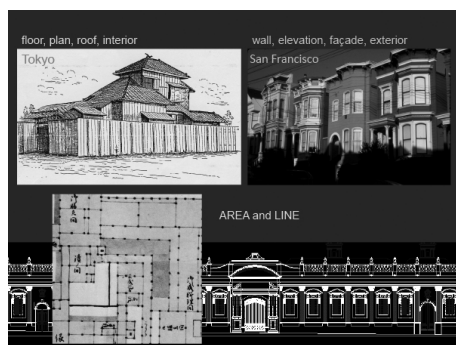 floor, plan, roof, interior
wall, elevation, façade, exterior
Tokyo
San Francisco
AREA and LINE